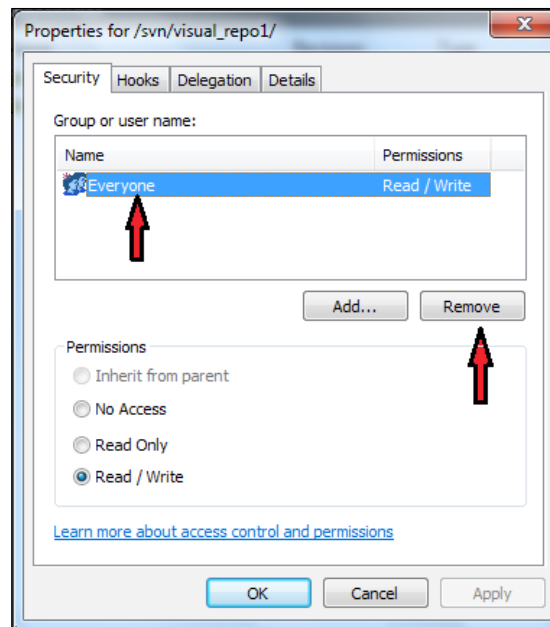 Properties for /svn/visual_repo1/
Security Hooks Delegation Details
Group or user name:
Name Permissions
Everyone Read / Write
Add... Remove
Permissions
Inherit from parent
No Access
Read Only
Read / Write
Learn more about access control and permissions
OK Cancel Apply